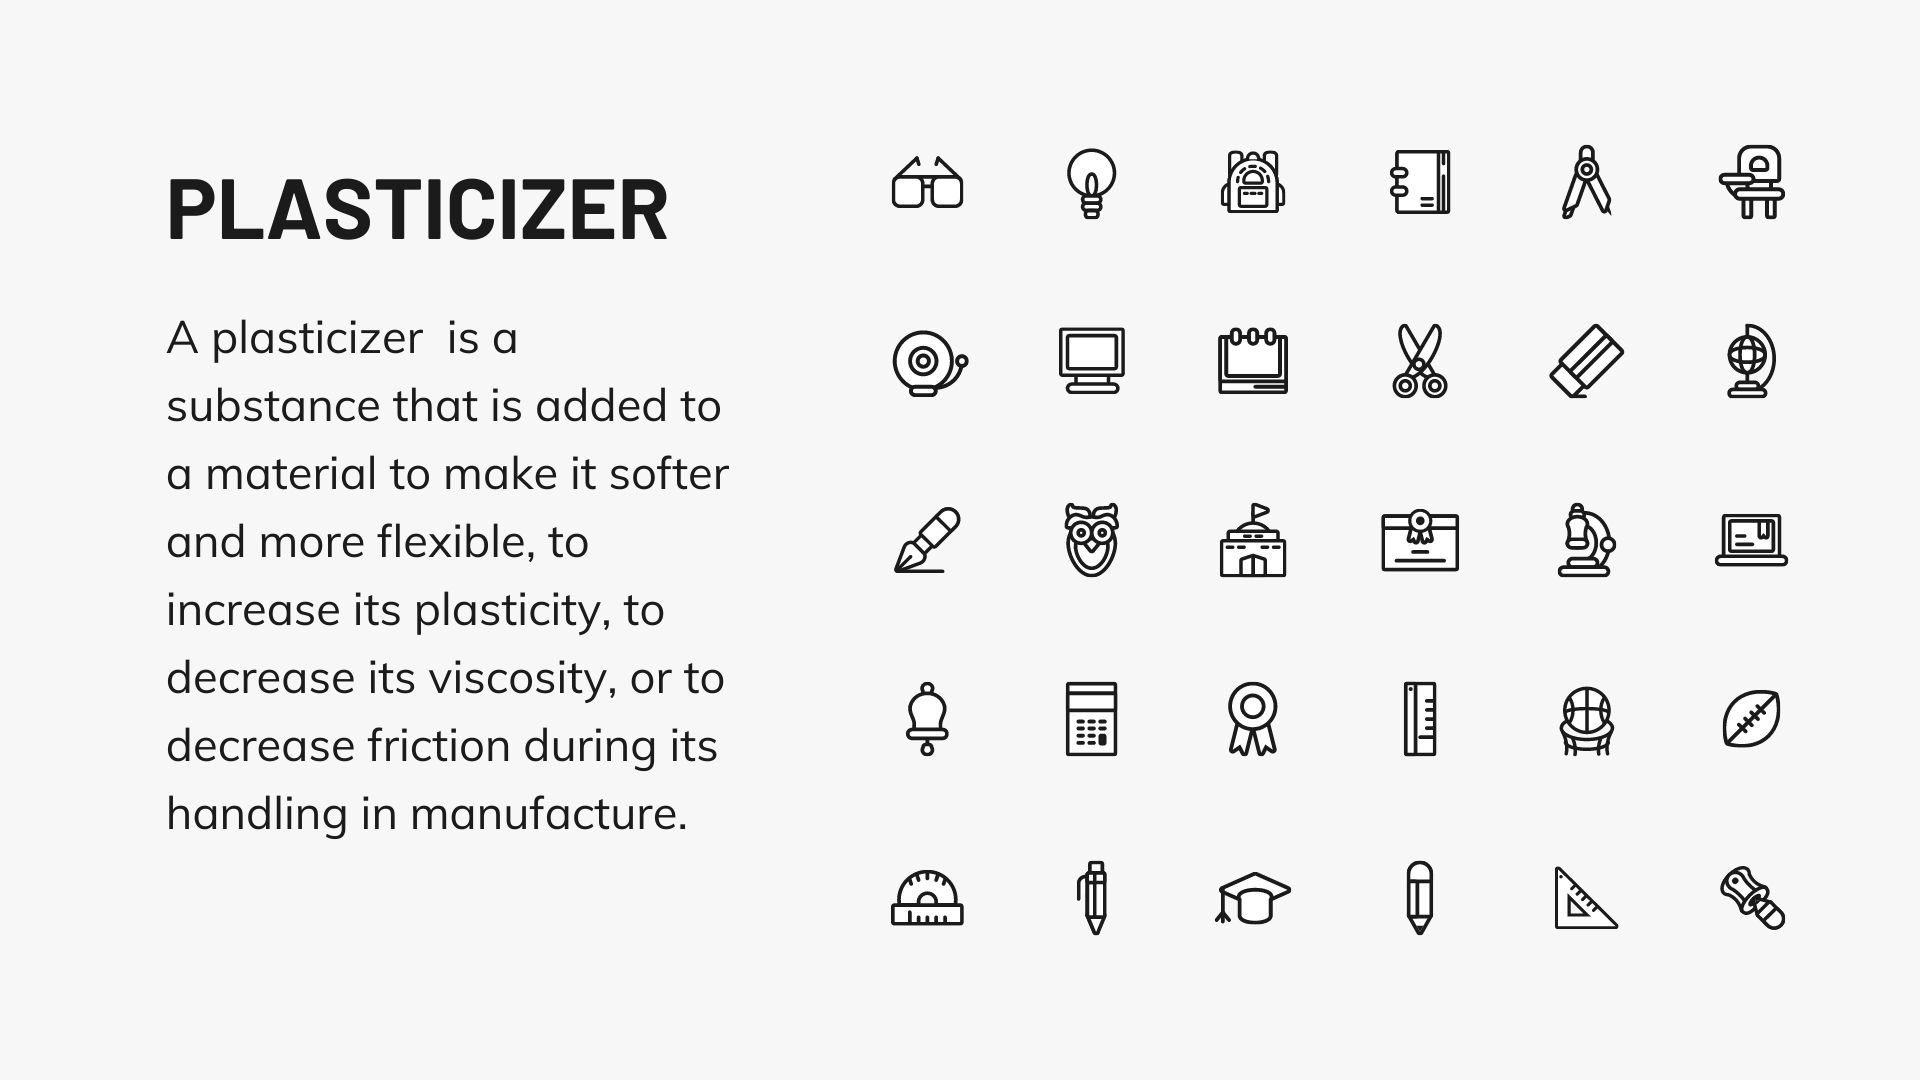 PLASTICIZER
A plasticizer  is a
substance that is added to
a material to make it softer
and more flexible, to
increase its plasticity, to
decrease its viscosity, or to
decrease friction during its
handling in manufacture.